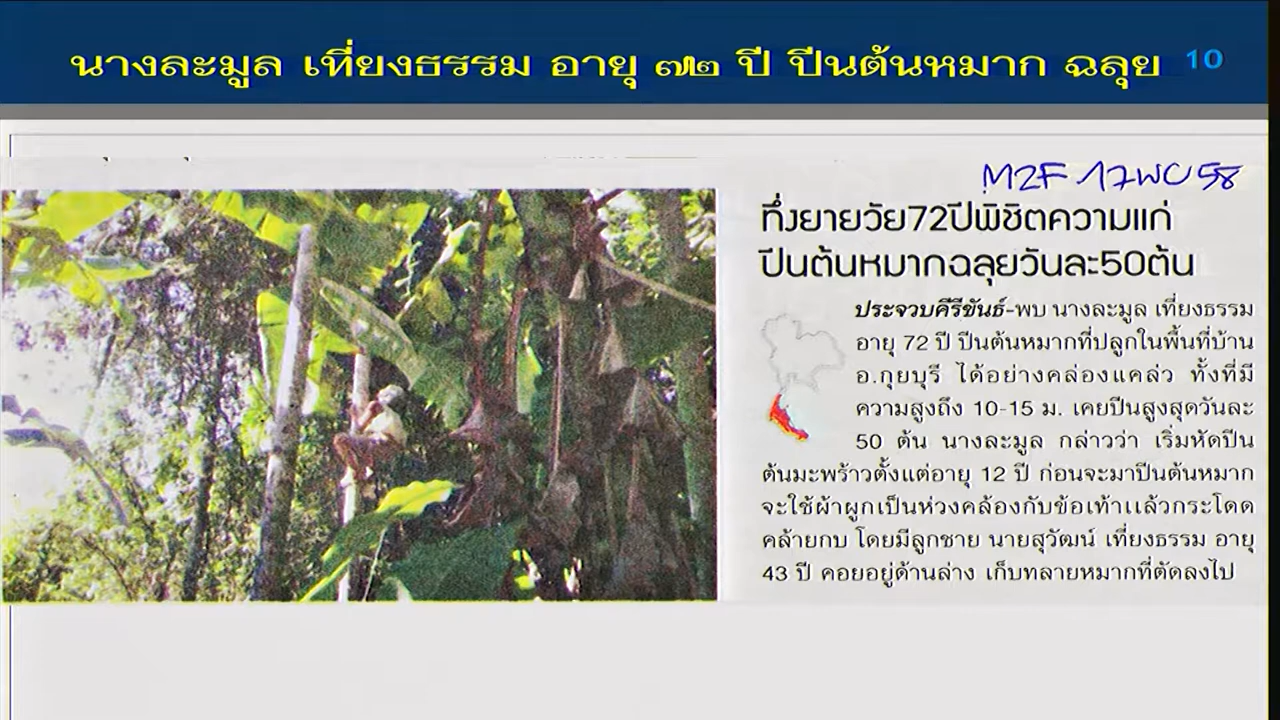 นางละมูล เที่ยงธรรม อายุ ๗๒ ปี ปีนต้นหมาก ฉลุย 10
M2F 17 พย 58
ทึ่งยายวัย72ปีพิชิตความแก่
ปีนต้นหมากฉลุยวันละ50ต้น
ประจวบคีรีขันธ์-พบ นางละมูล เที่ยงธรรม
อายุ 72 ปี ปีนต้นหมากที่ปลูกในพื้นที่บ้าน
อ.กุยบุรี ได้อย่างคล่องแคล่ว ทั้งที่มี
ความสูงถึง 10-15 ม. เคยปีนสูงสุดวันละ
50 ต้น นางละมูล กล่าวว่า เริ่มหัดปีน
ต้นมะพร้าวตั้งแต่อายุ 12 ปี ก่อนจะมาปีนต้นหมาก
จะใช้ผ้าผูกเป็นห่วงคล้องกับข้อเท้าแล้วกระโดด
คล้ายกบ โดยมีลูกชาย นายสุวัฒน์ เที่ยงธรรม อายุ
43 ปี คอยอยู่ด้านล่าง เก็บทลายหมากที่ตัดลงไป